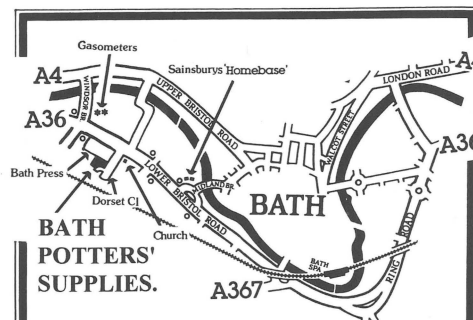 Gasometers
Sainsburys 'Homebase'
A4
LONDON ROAD
WINDSOR BR.
UPPER BRISTOL ROAD
A36
WALCOT STREET
A36
Bath Press
MIDLAND BR.
BATH
Dorset Cl
Church
LOWER BRISTOL ROAD
BATH
POTTERS'
SUPPLIES.
BATH
SPA
RING ROAD
A367